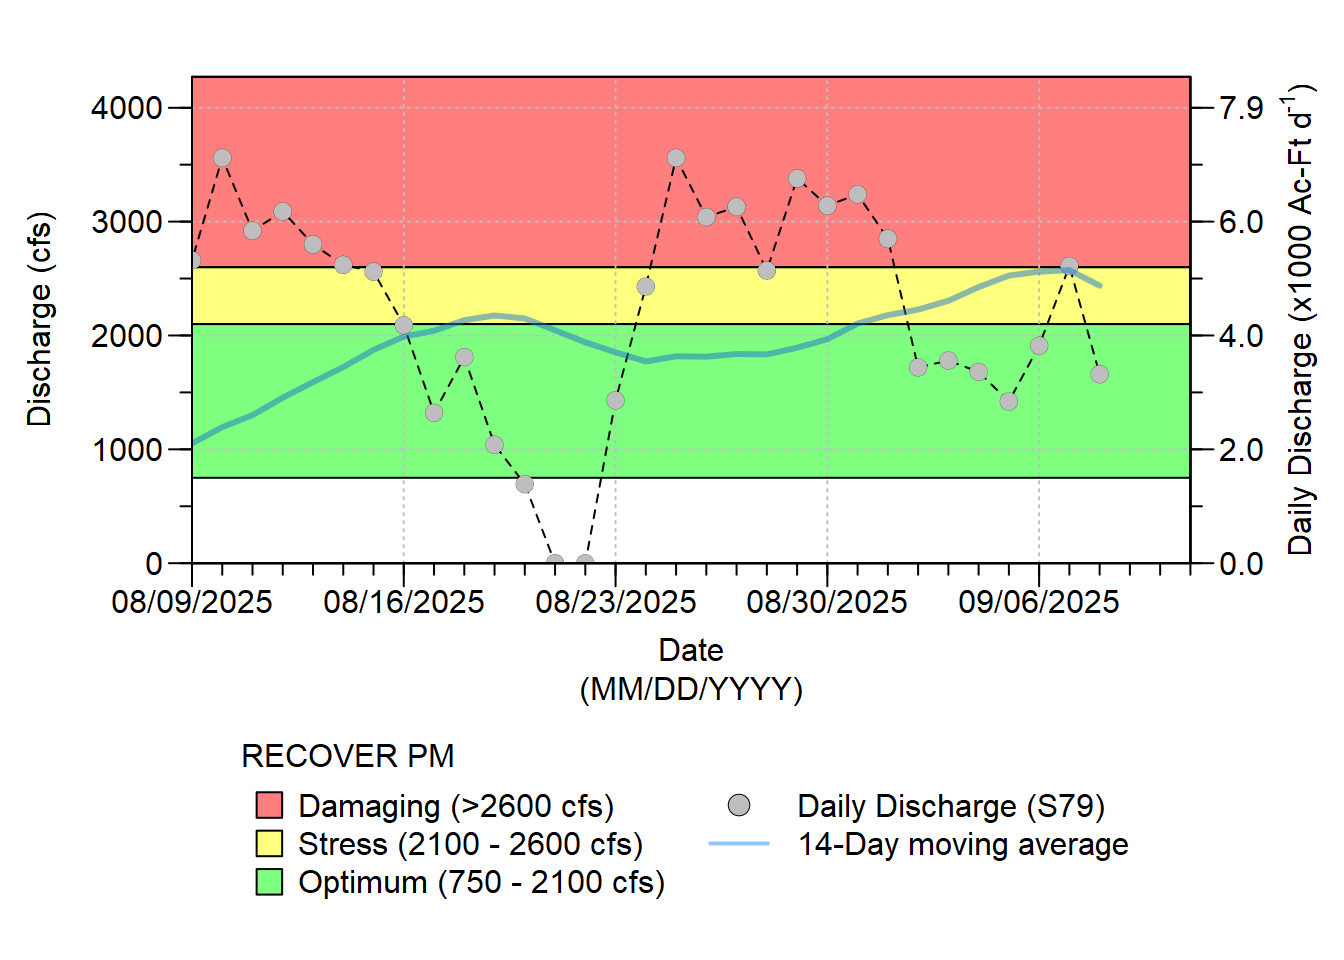 4000
3000
2000
1000
0
Discharge (cfs)
7.9
6.0
4.0
2.0
0.0
Daily Discharge (x1000 Ac-Ft d-1)
08/09/2025
08/16/2025
08/23/2025
08/30/2025
09/06/2025
Date
(MM/DD/YYYY)
RECOVER PM
Damaging (>2600 cfs)
Stress (2100 - 2600 cfs)
Optimum (750 - 2100 cfs)
Daily Discharge (S79)
14-Day moving average